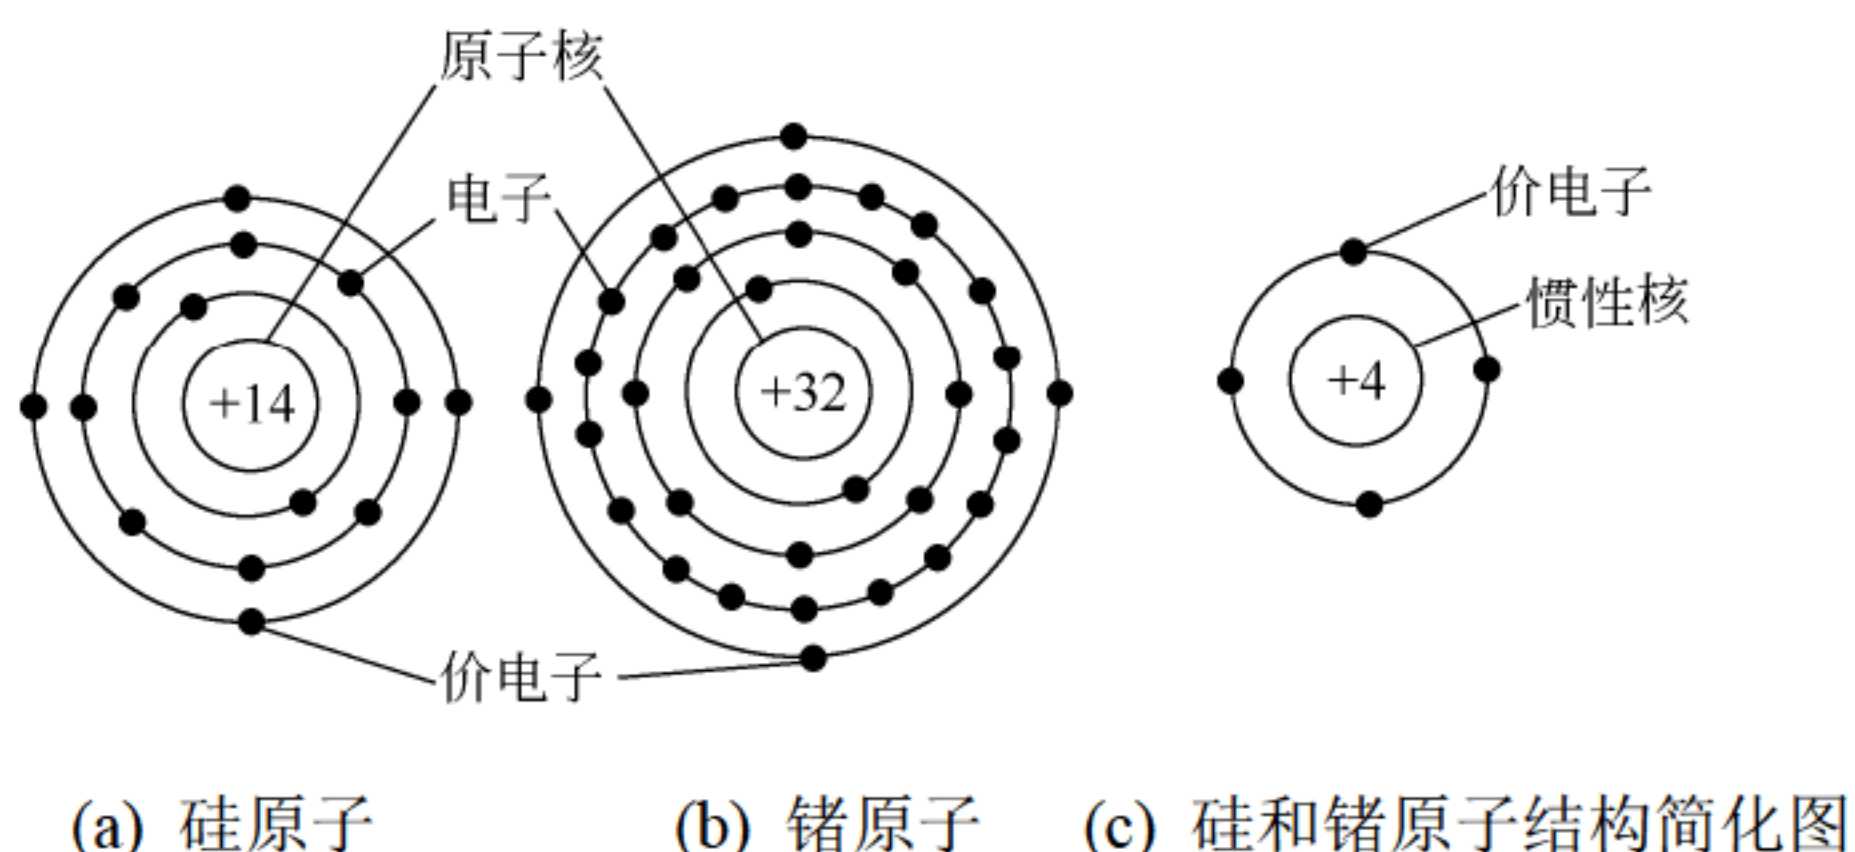 原子核
电子
价电子
惯性核
+14
+32
+4
价电子
(a) 硅原子
(b) 锗原子
(c) 硅和锗原子结构简化图